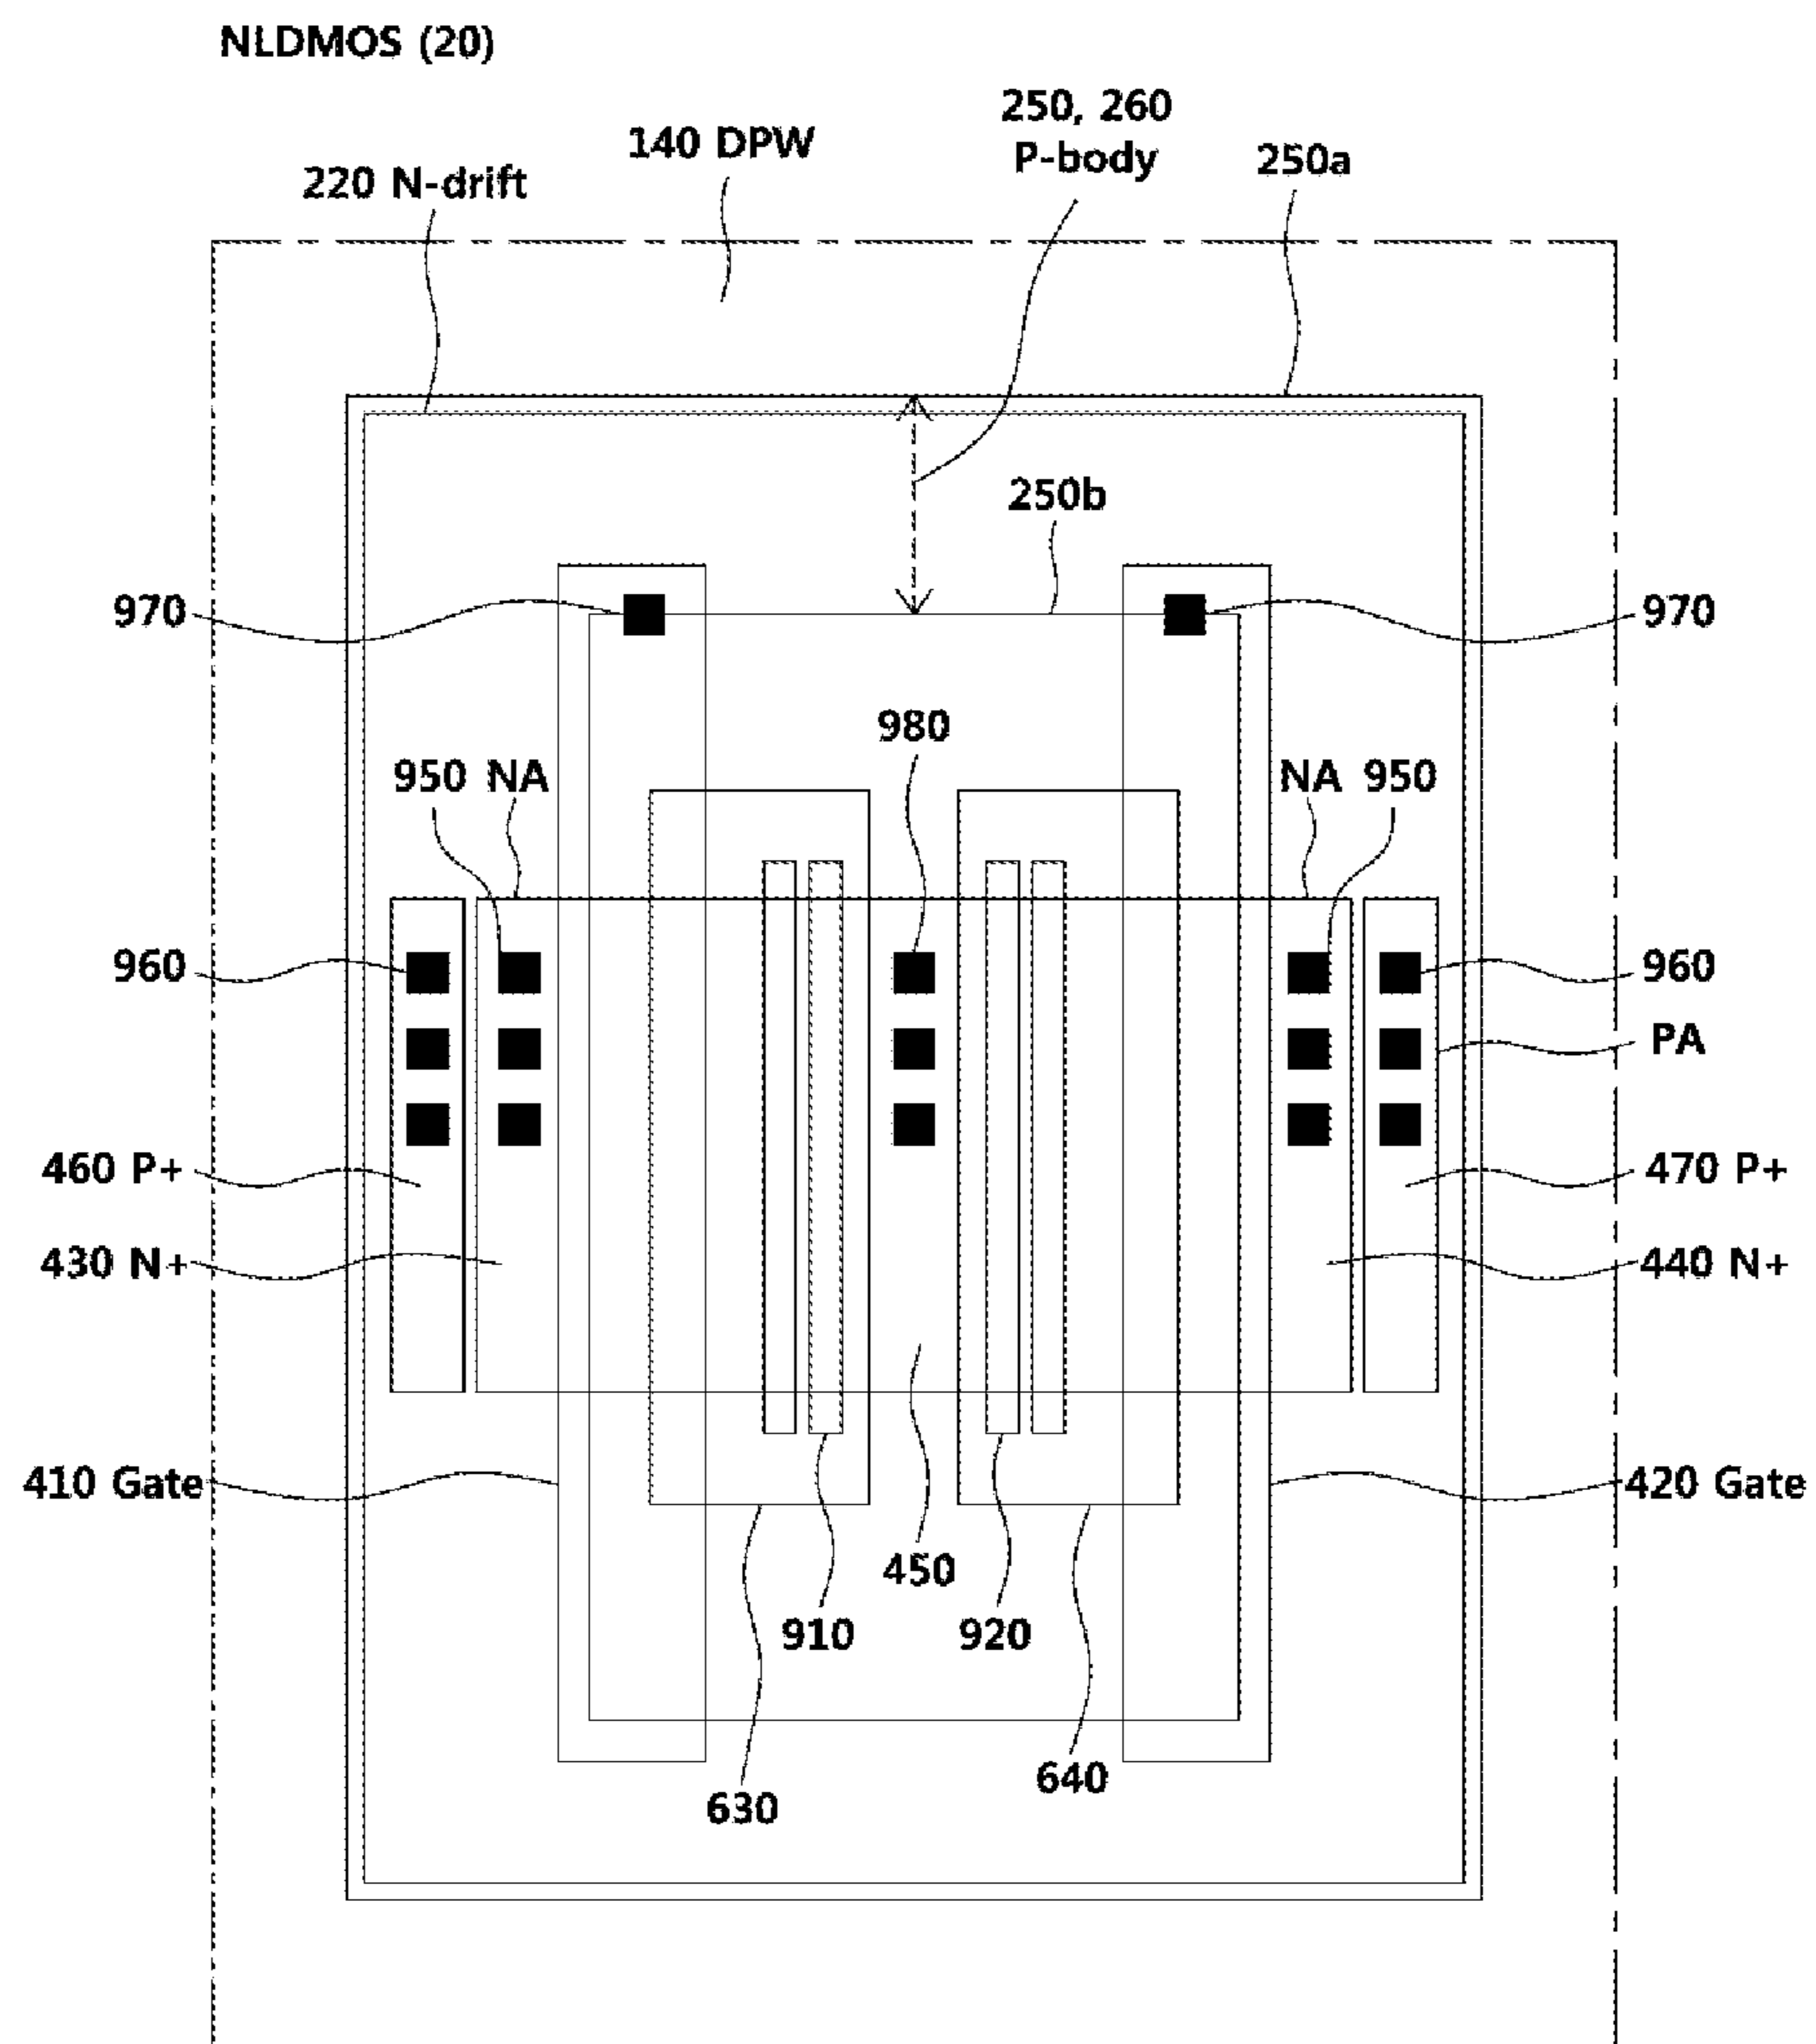 NLDMOS (20)
250, 260
P-body
140 DPW
250a
220 N-drift
250b
970
970
980
950 NA
NA 950
960
960
PA
460 P+
470 P+
430 N+
440 N+
410 Gate
420 Gate
450
910
920
640
630